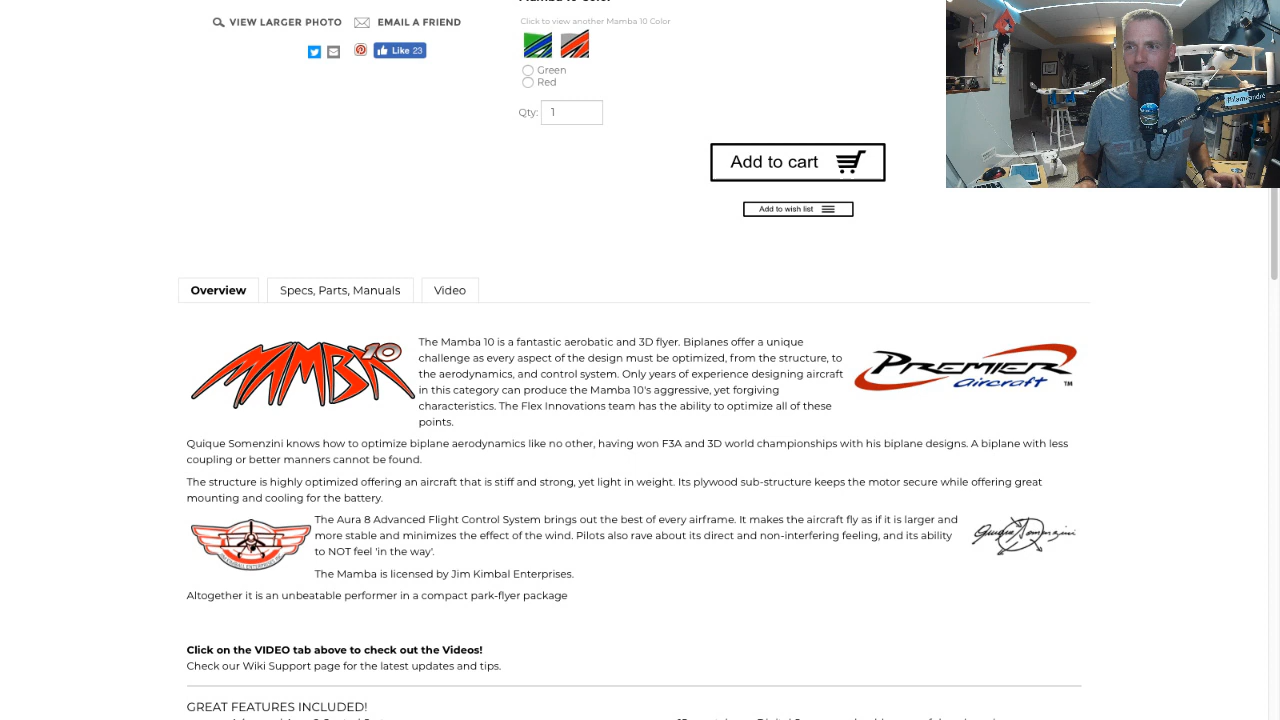 VIEW LARGER PHOTO
EMAIL A FRIEND
Like 23
Click to view another Mamba 10 Color
Green
Red
Qty: 1
Add to cart
Add to wish list
Overview
Specs, Parts, Manuals
Video
MAMBA 10
The Mamba 10 is a fantastic aerobatic and 3D flyer. Biplanes offer a unique
challenge as every aspect of the design must be optimized, from the structure, to
the aerodynamics, and control system. Only years of experience designing aircraft
in this category can produce the Mamba 10's aggressive, yet forgiving
characteristics. The Flex Innovations team has the ability to optimize all of these
points.
PREMIER
aircraft ™
Quique Somenzini knows how to optimize biplane aerodynamics like no other, having won F3A and 3D world championships with his biplane designs. A biplane with less
coupling or better manners cannot be found.
The structure is highly optimized offering an aircraft that is stiff and strong, yet light in weight. Its plywood sub-structure keeps the motor secure while offering great
mounting and cooling for the battery.
The Aura 8 Advanced Flight Control System brings out the best of every airframe. It makes the aircraft fly as if it is larger and
more stable and minimizes the effect of the wind. Pilots also rave about its direct and non-interfering feeling, and its ability
to NOT feel 'in the way'.
Quique Somenzini
The Mamba is licensed by Jim Kimbal Enterprises.
Altogether it is an unbeatable performer in a compact park-flyer package
Click on the VIDEO tab above to check out the Videos!
Check our Wiki Support page for the latest updates and tips.
GREAT FEATURES INCLUDED!